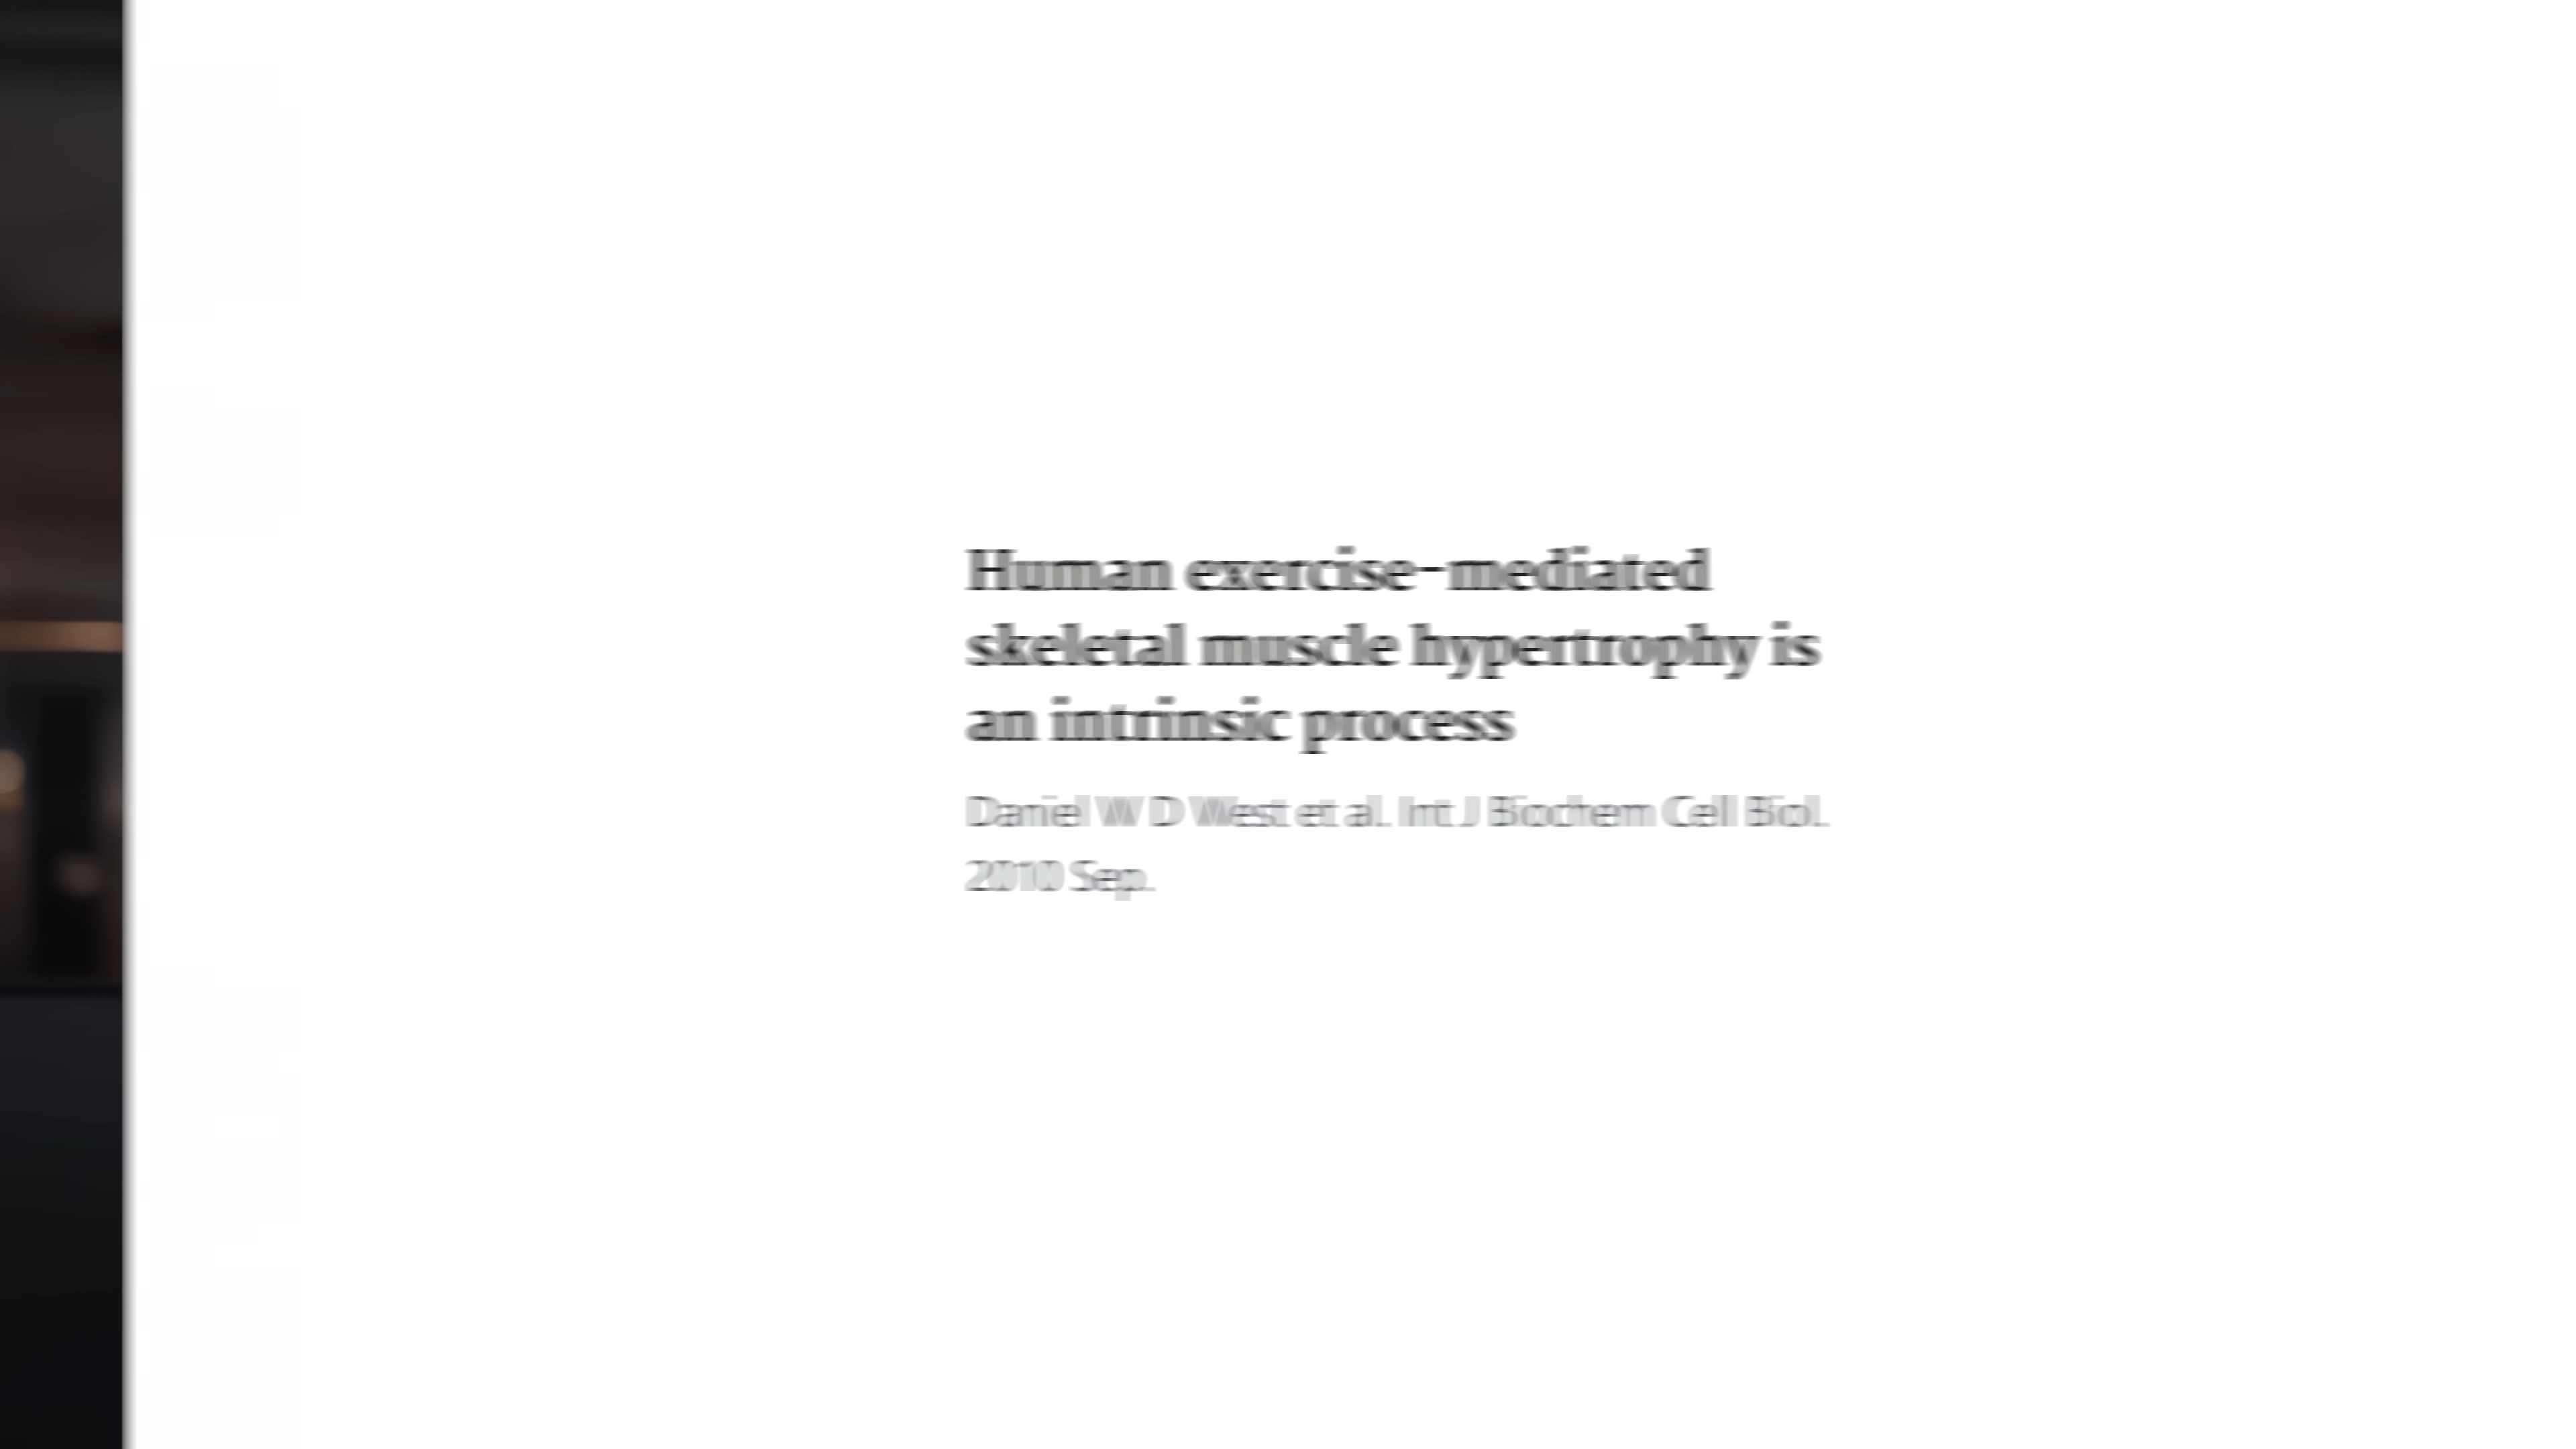 Human exercise-mediated
skeletal muscle hypertrophy is
an intrinsic process
Daniel W D West et al. Int J Biochem Cell Biol.
2010 Sep.